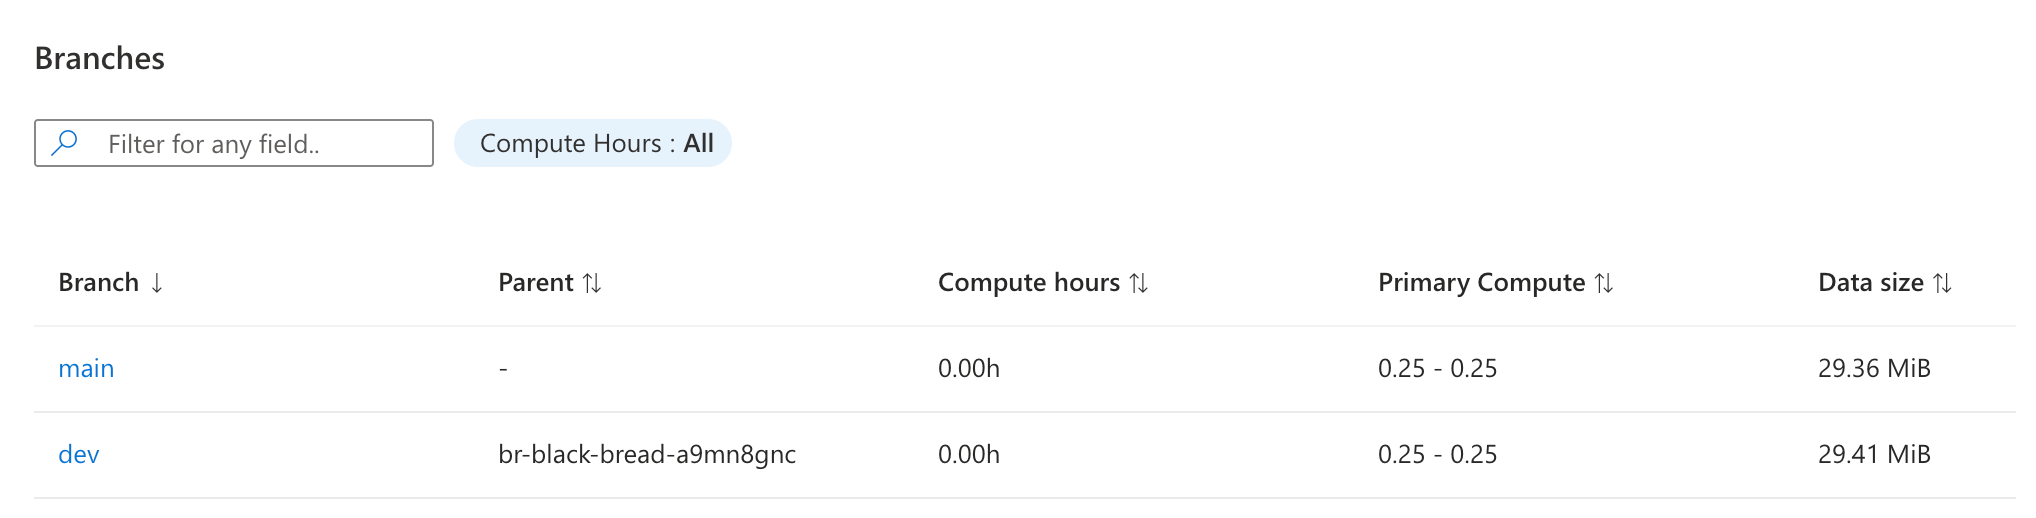 Branches
Filter for any field..
Compute Hours : All
Branch ↓ Parent ↑↓ Compute hours ↑↓ Primary Compute ↑↓ Data size ↑↓
main - 0.00h 0.25 - 0.25 29.36 MiB
dev br-black-bread-a9mn8gnc 0.00h 0.25 - 0.25 29.41 MiB